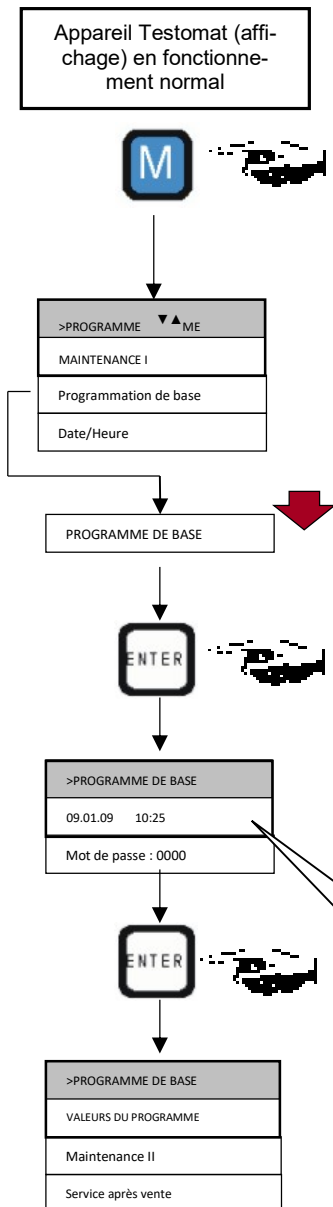 Appareil Testomat (affi-
chage) en fonctionne-
ment normal
M
>PROGRAMME ▼▲ ME
MAINTENANCE I
Programmation de base
Date/Heure
PROGRAMME DE BASE
ENTER
>PROGRAMME DE BASE
09.01.09 10:25
Mot de passe : 0000
ENTER
>PROGRAMME DE BASE
VALEURS DU PROGRAMME
Maintenance II
Service après vente